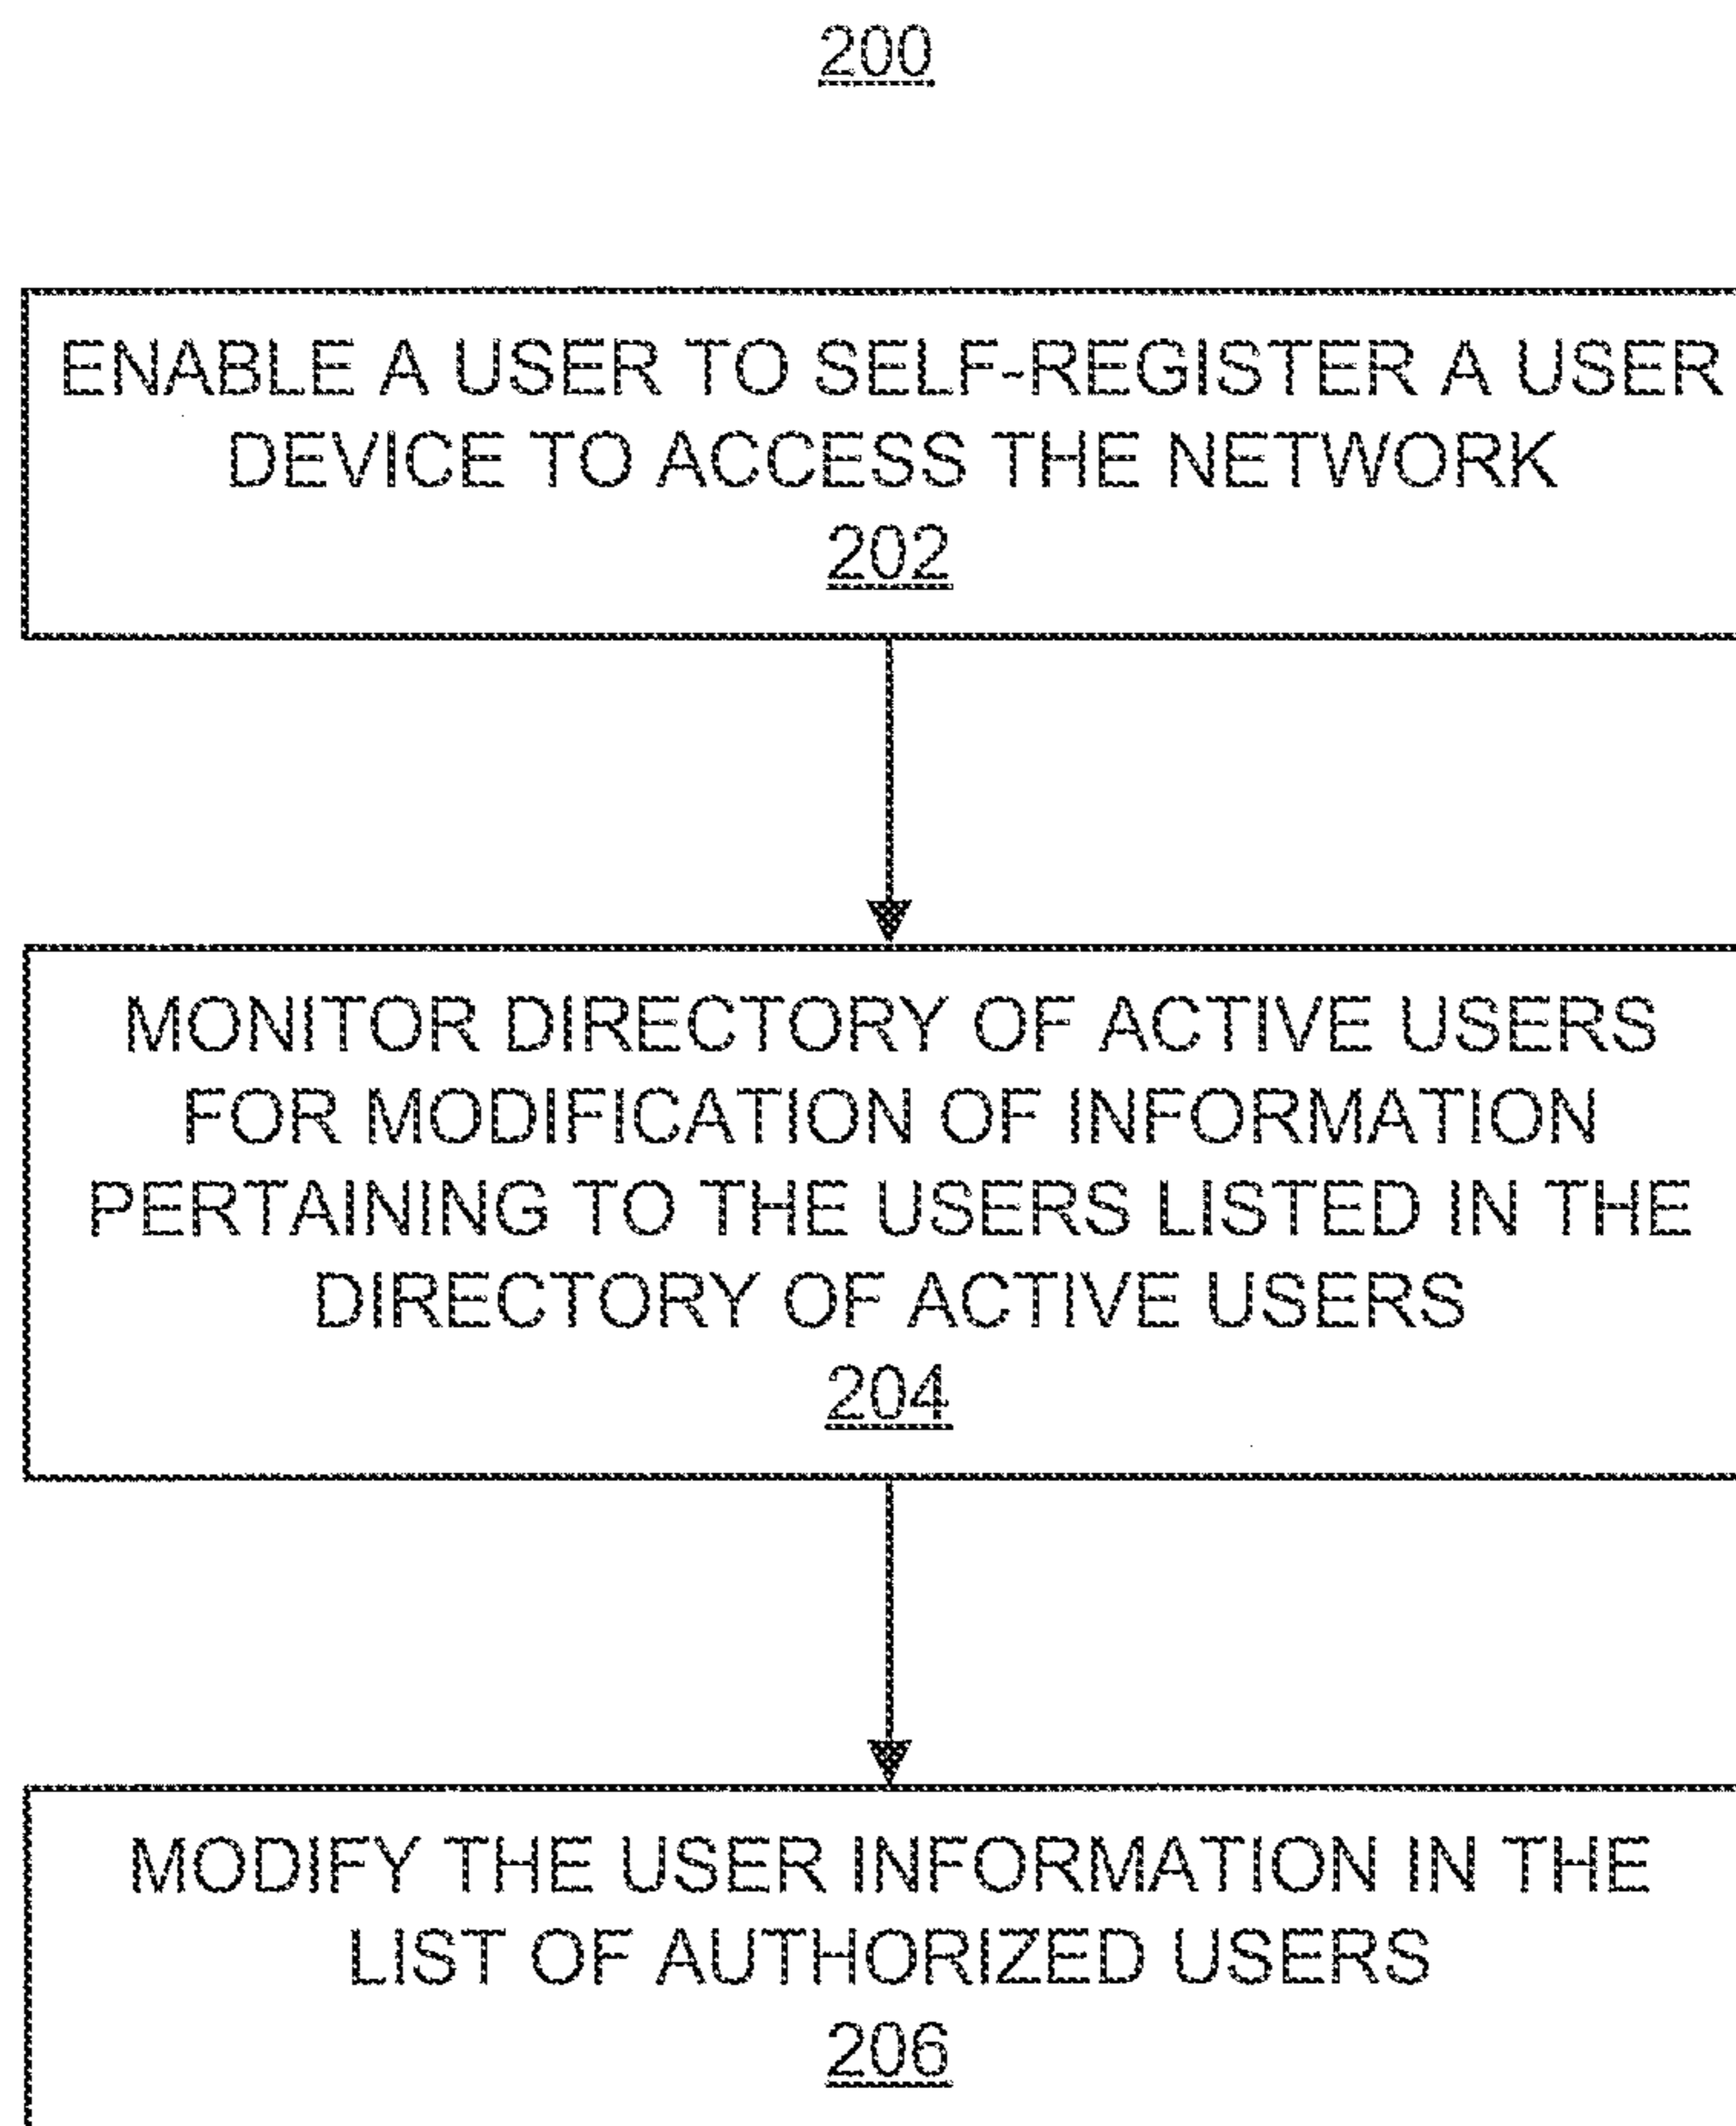 200
ENABLE A USER TO SELF-REGISTER A USER
DEVICE TO ACCESS THE NETWORK
202
MONITOR DIRECTORY OF ACTIVE USERS
FOR MODIFICATION OF INFORMATION
PERTAINING TO THE USERS LISTED IN THE
DIRECTORY OF ACTIVE USERS
204
MODIFY THE USER INFORMATION IN THE
LIST OF AUTHORIZED USERS
206